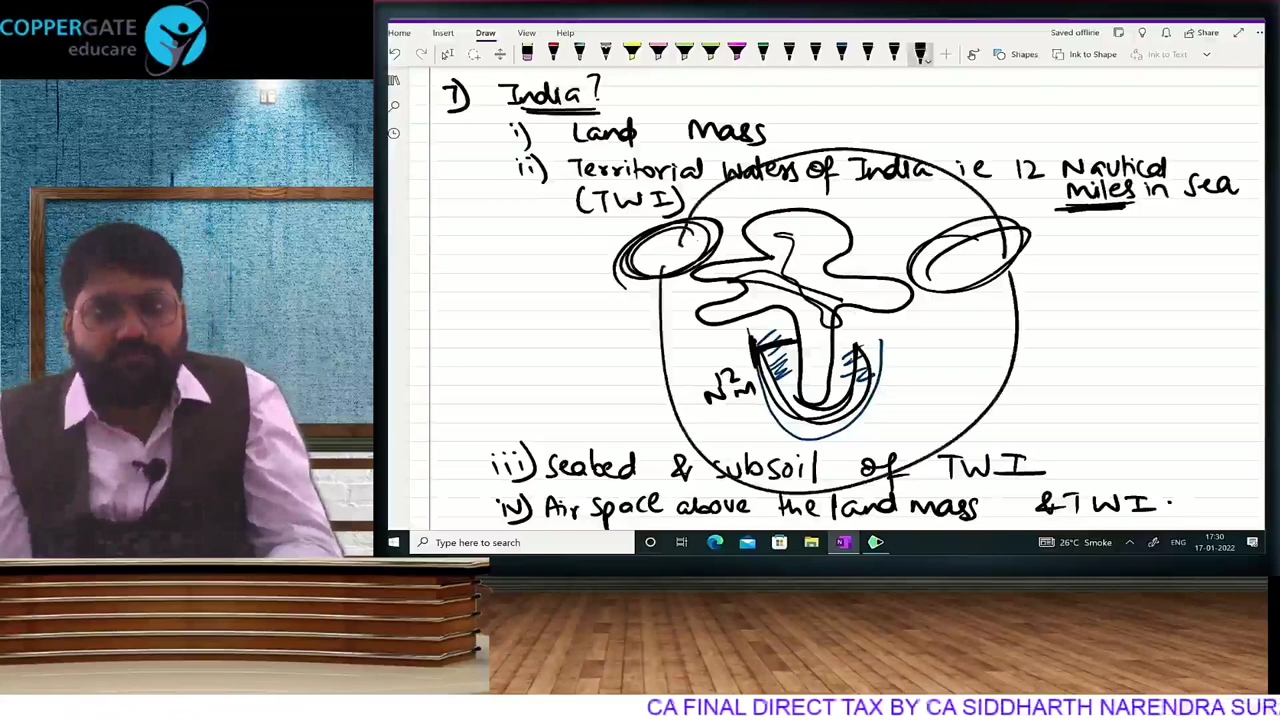 COPPERGATE
educare
Home Insert Draw View Help
Saved offline
Share
Shapes
Ink to Shape
Ink to Text
I) India?
i) Land Mass
ii) Territorial waters of India ie 12 Nautical
(TWI) miles in sea
12 NM
iii) Seabed & subsoil of TWI
iv) Air space above the land mass & TWI.
Type here to search
26°C Smoke
ENG
17:30
17-01-2022
CA FINAL DIRECT TAX BY CA SIDDHARTH NARENDRA SUR